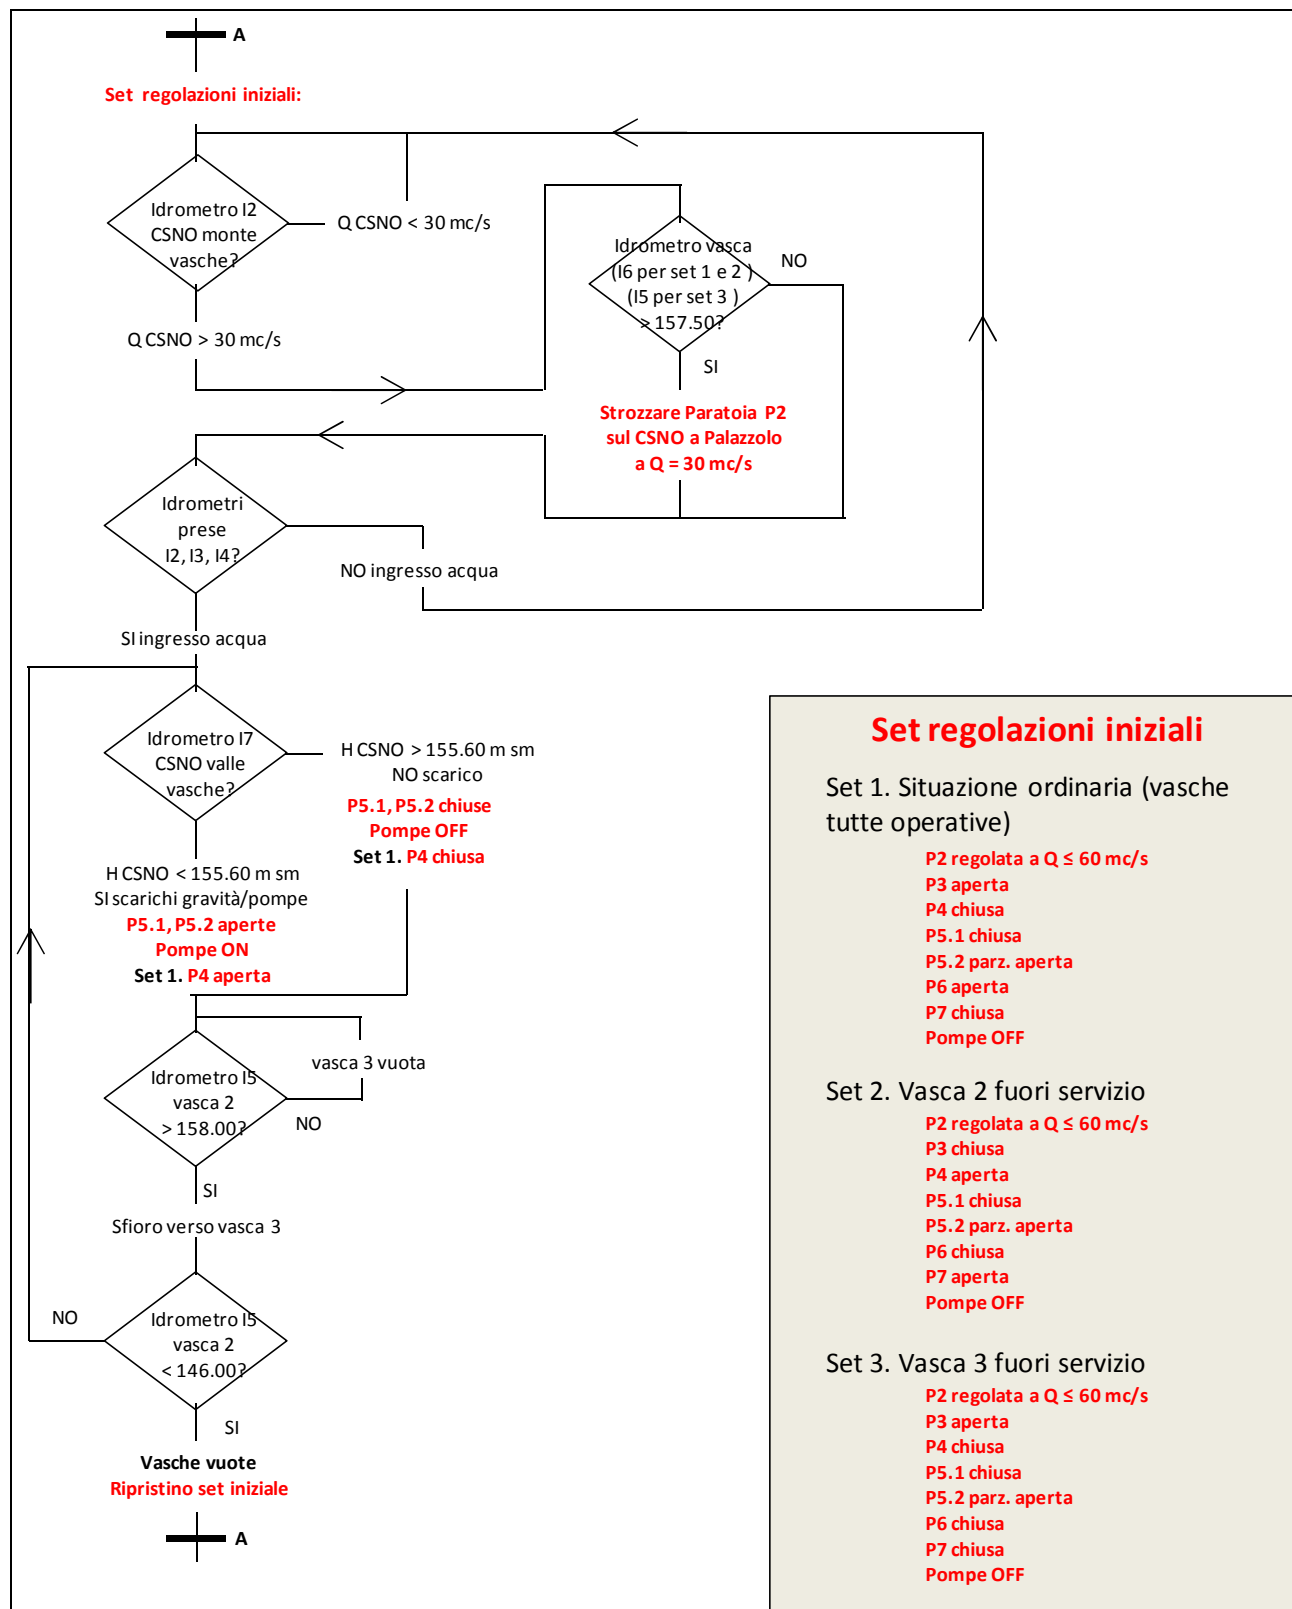 A
Set regolazioni iniziali:
Idrometro I2
CSNO monte
vasche?
Q CSNO < 30 mc/s
Q CSNO > 30 mc/s
Idrometro vasca
(I6 per set 1 e 2 )
(I5 per set 3 )
> 157.50?
NO
SI
Strozzare Paratoia P2
sul CSNO a Palazzolo
a Q = 30 mc/s
Idrometri
prese
I2, I3, I4?
NO ingresso acqua
SI ingresso acqua
Idrometro I7
CSNO valle
vasche?
H CSNO > 155.60 m sm
NO scarico
P5.1, P5.2 chiuse
Pompe OFF
Set 1. P4 chiusa
H CSNO < 155.60 m sm
SI scarichi gravità/pompe
P5.1, P5.2 aperte
Pompe ON
Set 1. P4 aperta
vasca 3 vuota
Idrometro I5
vasca 2
> 158.00?
NO
SI
Sfioro verso vasca 3
Idrometro I5
vasca 2
< 146.00?
NO
SI
Vasche vuote
Ripristino set iniziale
A
Set regolazioni iniziali
Set 1. Situazione ordinaria (vasche
tutte operative)
P2 regolata a Q ≤ 60 mc/s
P3 aperta
P4 chiusa
P5.1 chiusa
P5.2 parz. aperta
P6 aperta
P7 chiusa
Pompe OFF
Set 2. Vasca 2 fuori servizio
P2 regolata a Q ≤ 60 mc/s
P3 chiusa
P4 aperta
P5.1 chiusa
P5.2 parz. aperta
P6 chiusa
P7 aperta
Pompe OFF
Set 3. Vasca 3 fuori servizio
P2 regolata a Q ≤ 60 mc/s
P3 aperta
P4 chiusa
P5.1 chiusa
P5.2 parz. aperta
P6 chiusa
P7 chiusa
Pompe OFF